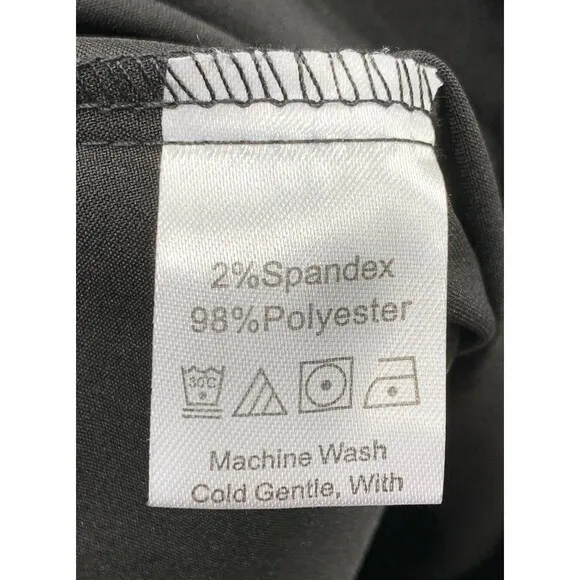 2%Spandex
98%Polyester
30°C
Machine Wash
Cold Gentle, With